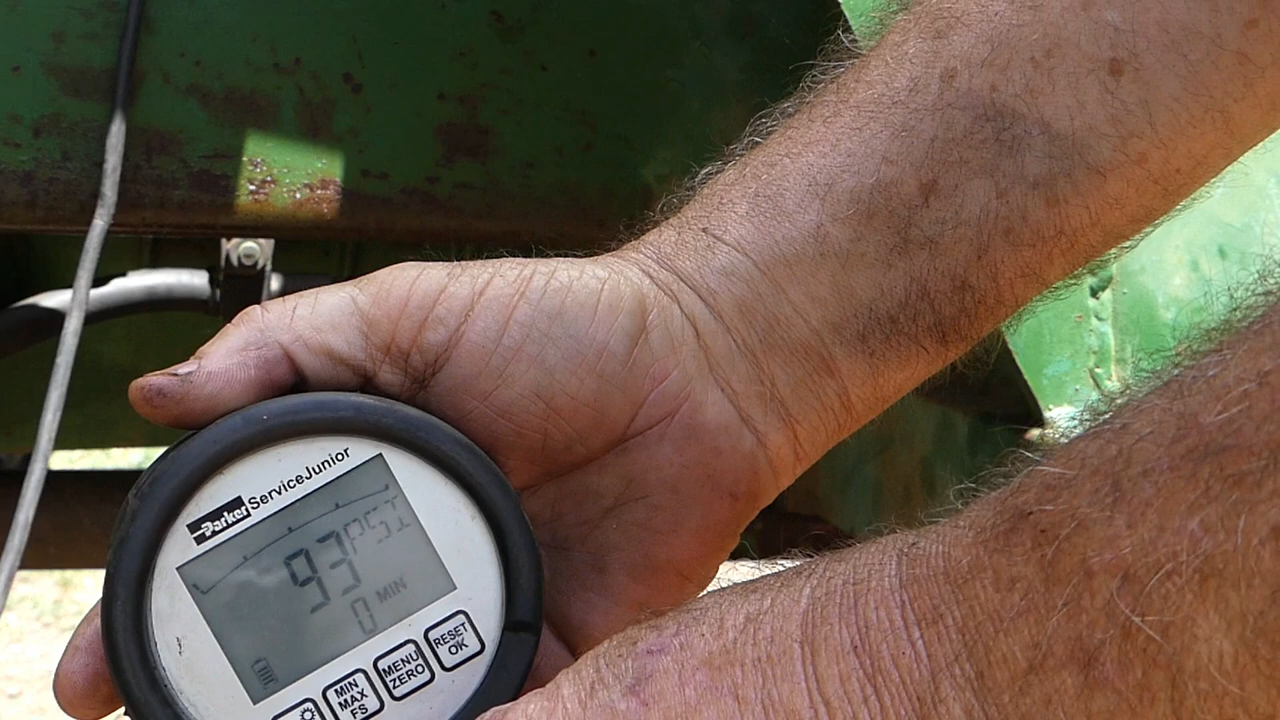 Parker ServiceJunior
93 PSI
0 MIN
MIN
MAX
FS
MENU
ZERO
RESET
OK